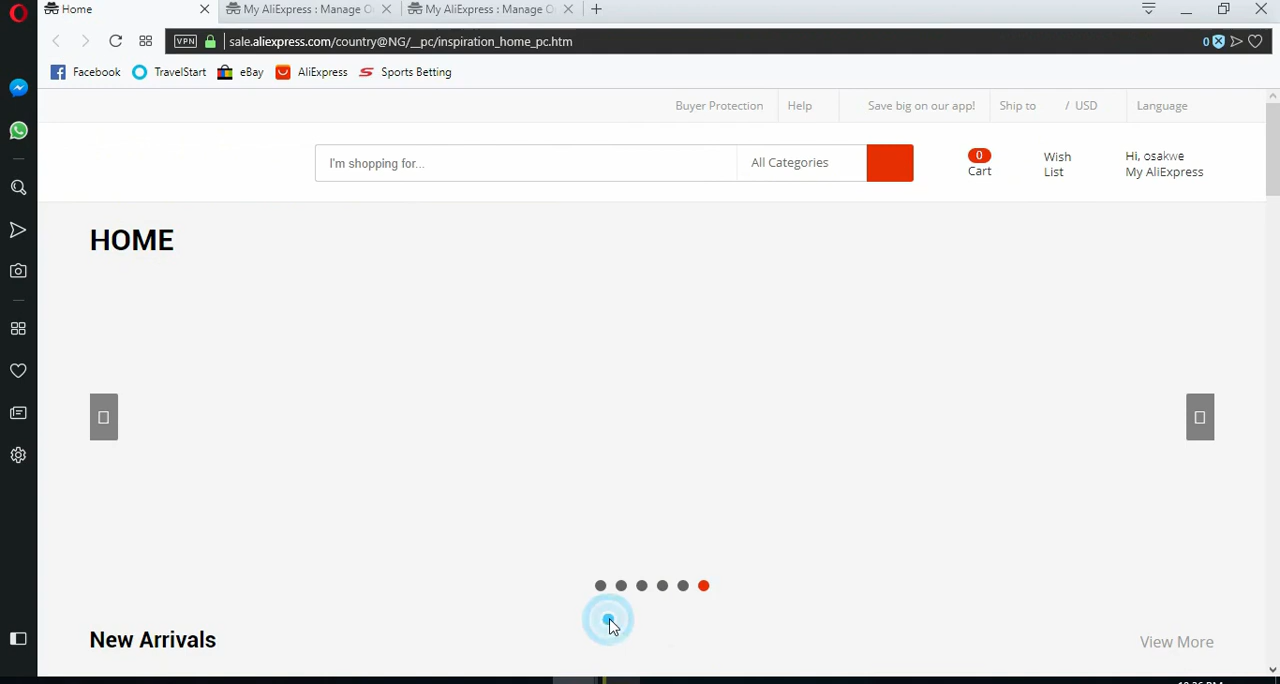 Home
My AliExpress : Manage O
My AliExpress : Manage O
VPN
sale.aliexpress.com/country@NG/__pc/inspiration_home_pc.htm
0
Facebook
TravelStart
eBay
AliExpress
Sports Betting
Buyer Protection
Help
Save big on our app!
Ship to
/ USD
Language
I'm shopping for...
All Categories
0
Cart
Wish
List
Hi, osakwe
My AliExpress
HOME
New Arrivals
View More